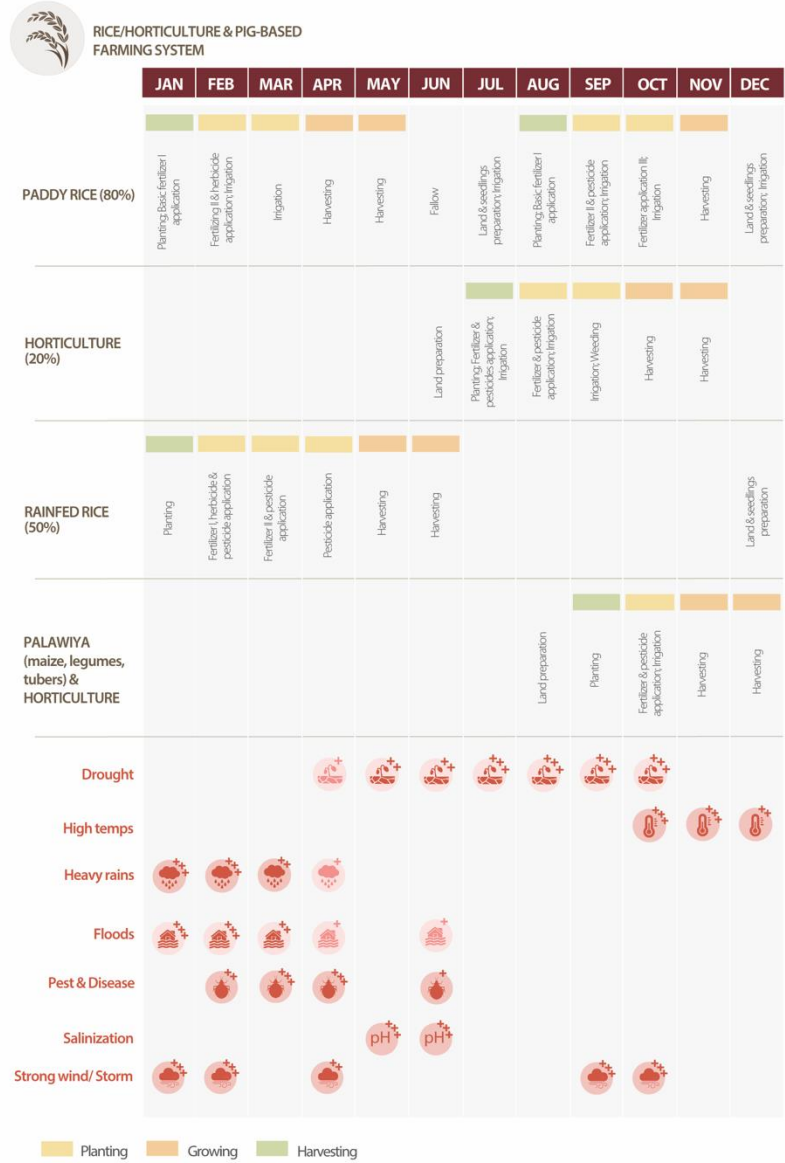 RICE/HORTICULTURE & PIG-BASED
FARMING SYSTEM
JAN FEB MAR APR MAY JUN JUL AUG SEP OCT NOV DEC
PADDY RICE (80%)
Planting; Basic fertilizer I
application
Fertilizing II & herbicide
application; Irrigation
Irrigation
Harvesting
Harvesting
Fallow
Land & seedlings
preparation; Irrigation
Planting; Basic fertilizer I
application
Fertilizer II & pesticide
application; Irrigation
Fertilizer application III;
Irrigation
Harvesting
Land & seedlings
preparation; Irrigation
HORTICULTURE
(20%)
Land preparation
Planting; Fertilizer &
pesticides application;
Irrigation
Fertilizer & pesticide
application; Irrigation
Irrigation; Weeding
Harvesting
Harvesting
RAINFED RICE
(50%)
Planting
Fertilizer I, herbicide &
pesticide application
Fertilizer II & pesticide
application
Pesticide application
Harvesting
Harvesting
Land & seedlings
preparation
PALAWIYA
(maize, legumes,
tubers) &
HORTICULTURE
Land preparation
Planting
Fertilizer & pesticide
application; Irrigation
Harvesting
Harvesting
Drought
High temps
Heavy rains
Floods
Pest & Disease
Salinization
pH pH
Strong wind/ Storm
Planting Growing Harvesting